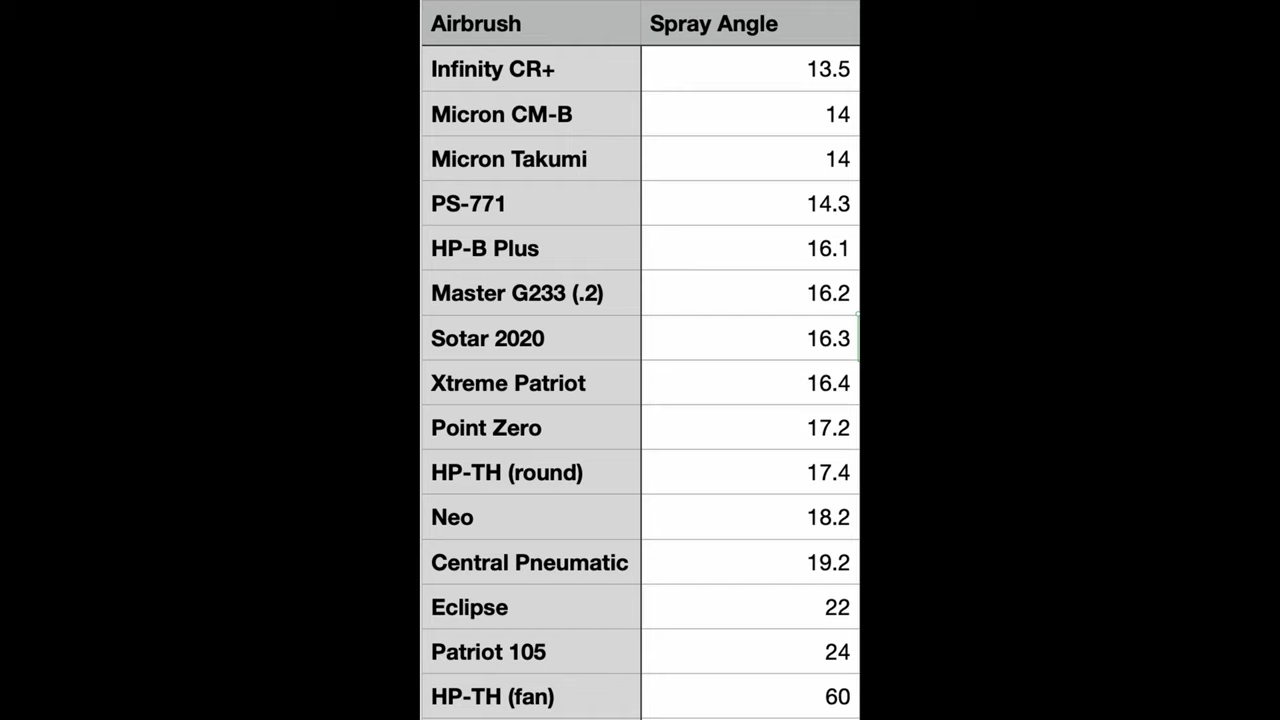 Airbrush Spray Angle
Infinity CR+ 13.5
Micron CM-B 14
Micron Takumi 14
PS-771 14.3
HP-B Plus 16.1
Master G233 (.2) 16.2
Sotar 2020 16.3
Xtreme Patriot 16.4
Point Zero 17.2
HP-TH (round) 17.4
Neo 18.2
Central Pneumatic 19.2
Eclipse 22
Patriot 105 24
HP-TH (fan) 60